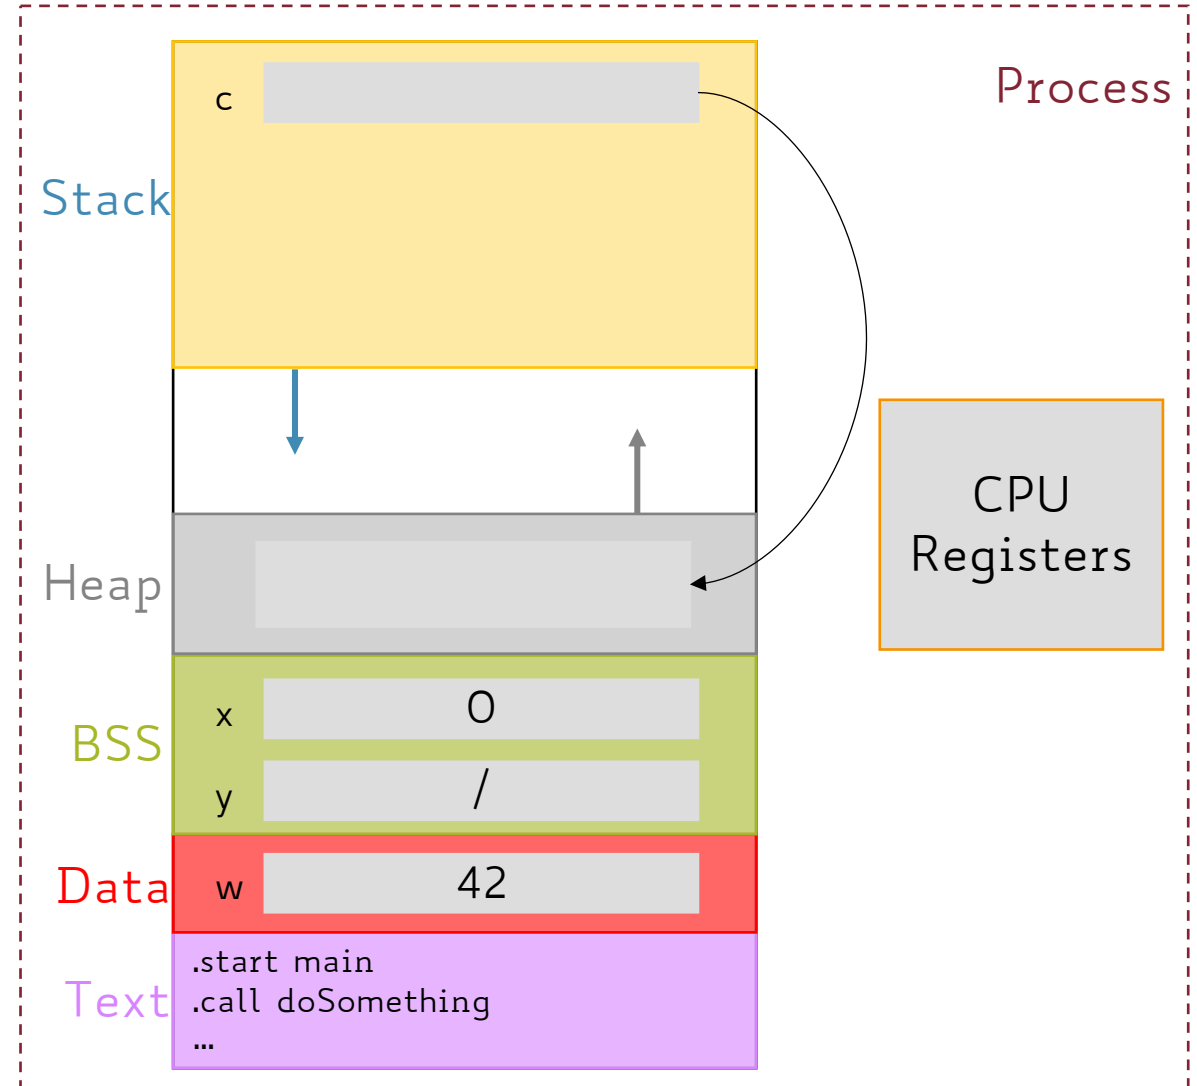 Process
c
Stack
CPU
Registers
Heap
x 0
BSS
y /
Data w 42
.start main
Text .call doSomething
...